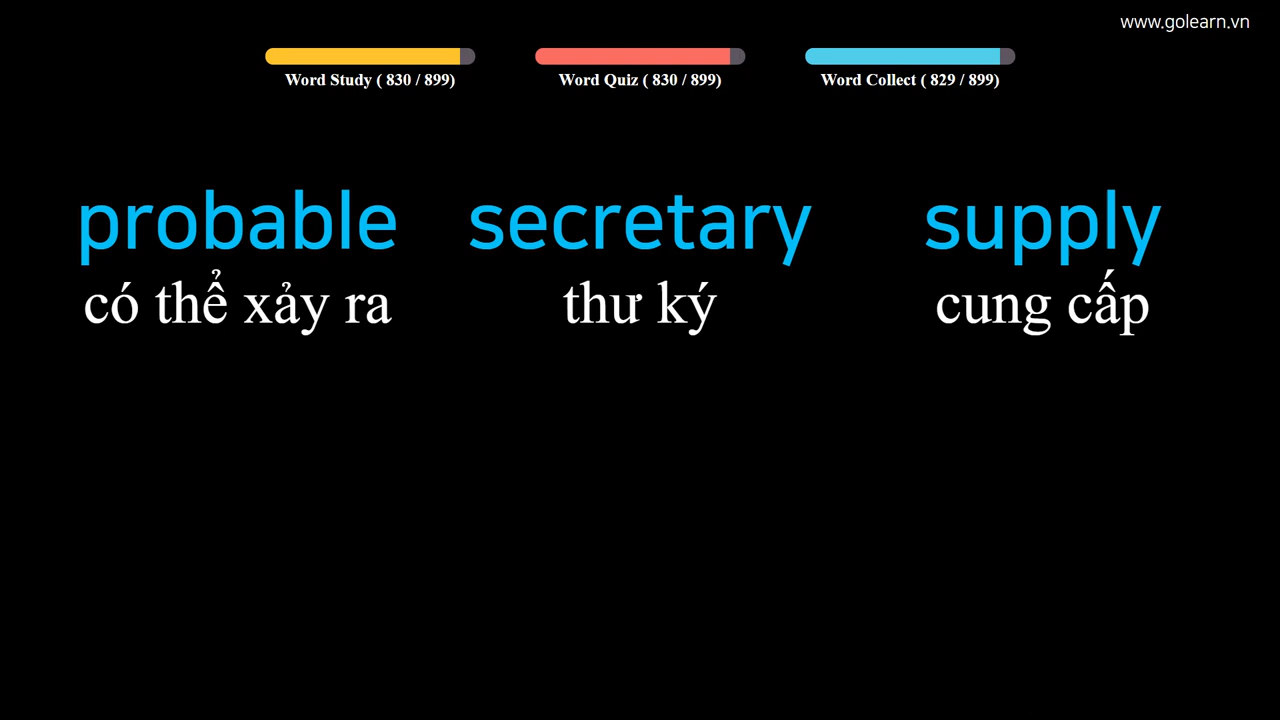 www.golearn.vn
Word Study ( 830 / 899)
Word Quiz ( 830 / 899)
Word Collect ( 829 / 899)
probable
secretary
supply
có thể xảy ra
thư ký
cung cấp